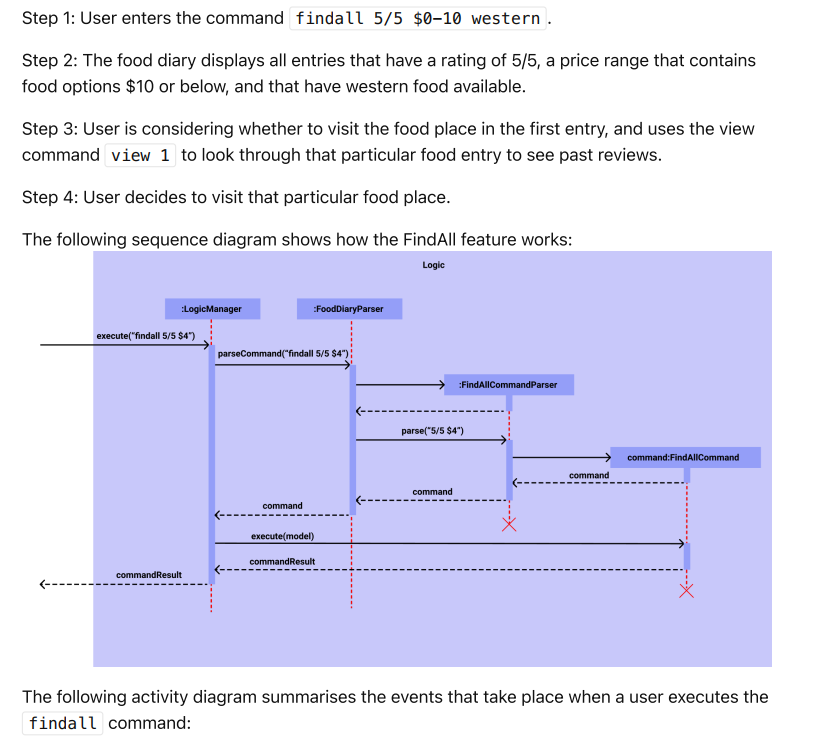 Step 1: User enters the command findall 5/5 $0-10 western .
Step 2: The food diary displays all entries that have a rating of 5/5, a price range that contains
food options $10 or below, and that have western food available.
Step 3: User is considering whether to visit the food place in the first entry, and uses the view
command view 1 to look through that particular food entry to see past reviews.
Step 4: User decides to visit that particular food place.
The following sequence diagram shows how the FindAll feature works:
Logic
:LogicManager
:FoodDiaryParser
execute("findall 5/5 $4")
parseCommand("findall 5/5 $4")
:FindAllCommandParser
parse("5/5 $4")
command:FindAllCommand
command
command
command
execute(model)
commandResult
commandResult
The following activity diagram summarises the events that take place when a user executes the
findall command: